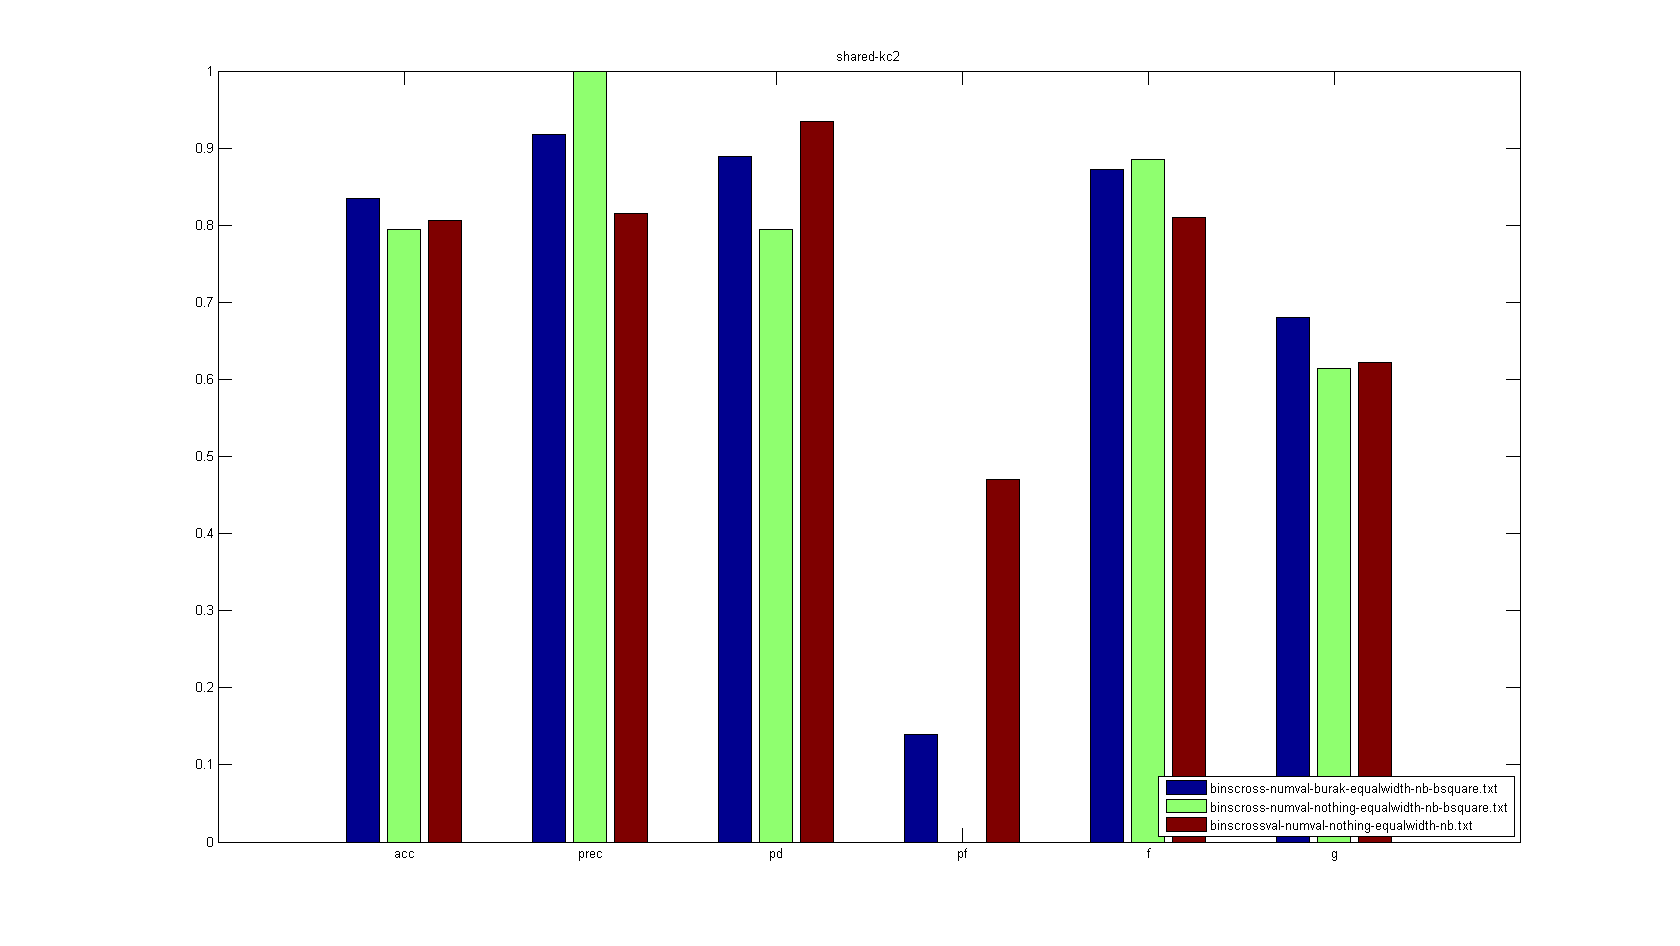 shared-kc2
1
0.9
0.8
0.7
0.6
0.5
0.4
0.3
0.2
0.1
0
acc prec pd pf f g
binscross-numval-burak-equalwidth-nb-bsquare.txt
binscross-numval-nothing-equalwidth-nb-bsquare.txt
binscrossval-numval-nothing-equalwidth-nb.txt